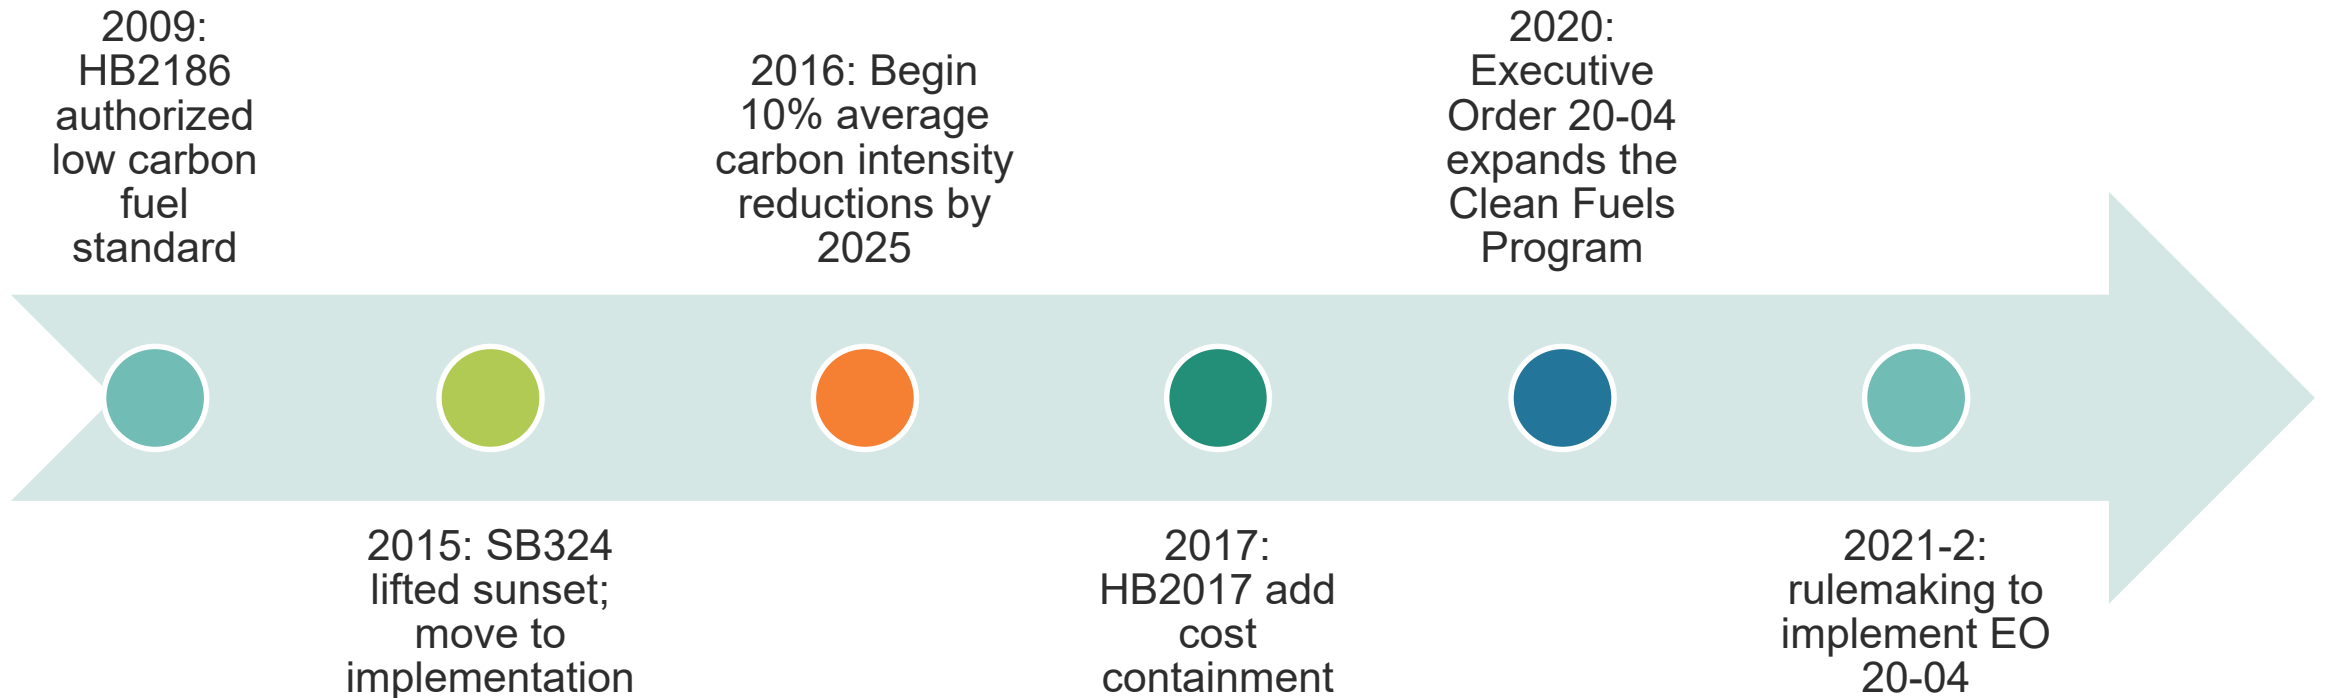 2009:
HB2186
authorized
low carbon
fuel
standard
2015: SB324
lifted sunset;
move to
implementation
2016: Begin
10% average
carbon intensity
reductions by
2025
2017:
HB2017 add
cost
containment
2020:
Executive
Order 20-04
expands the
Clean Fuels
Program
2021-2:
rulemaking to
implement EO
20-04